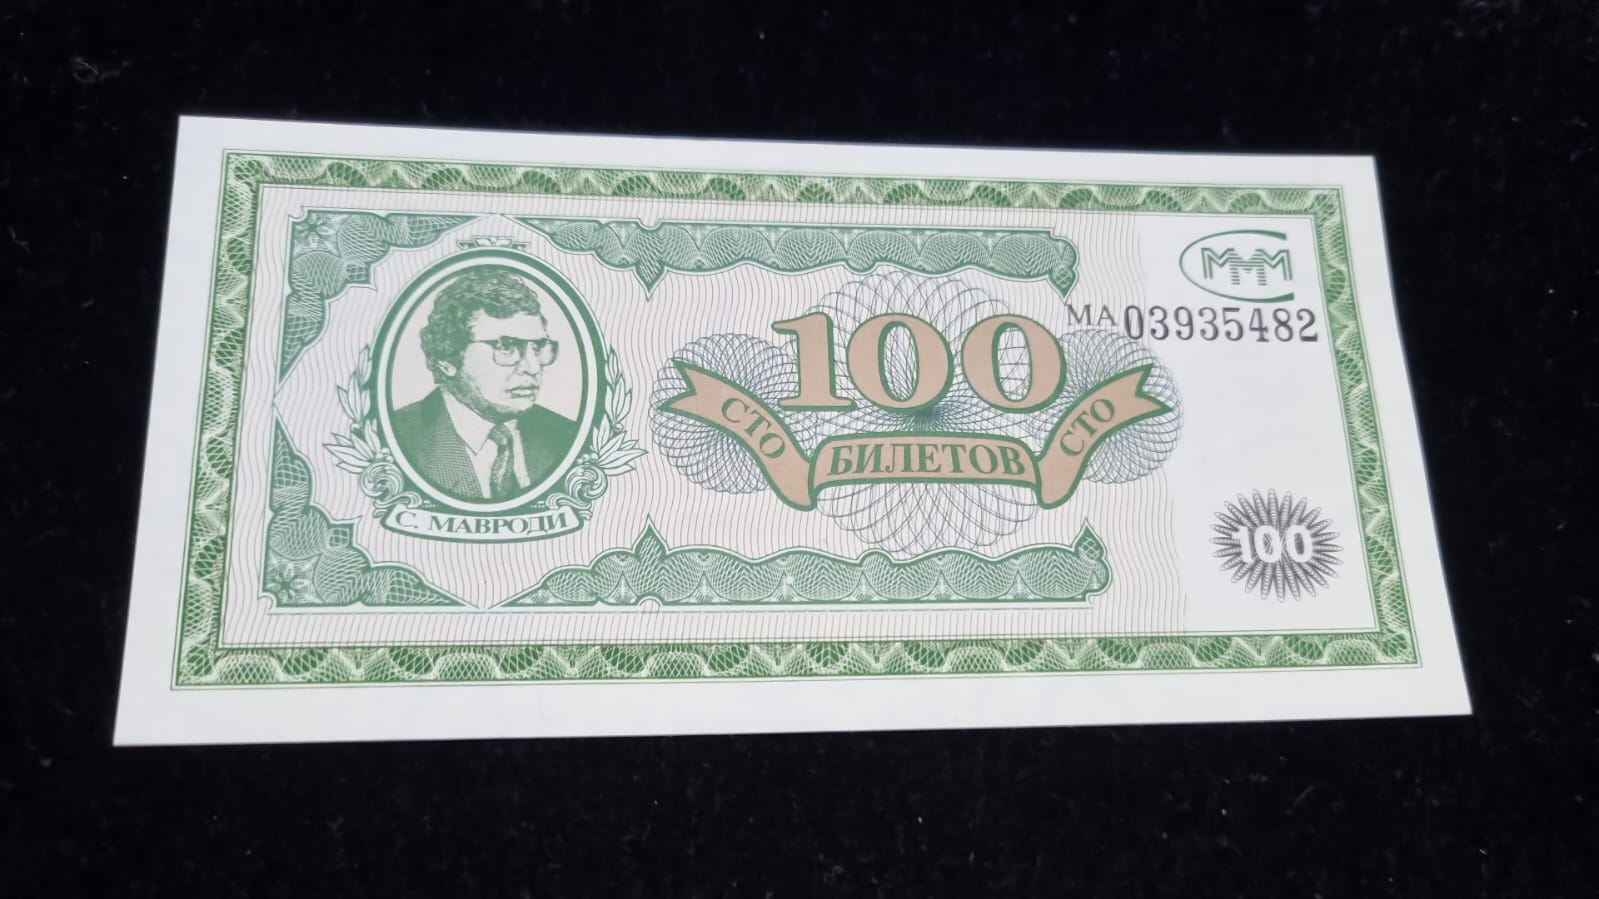 МММ
МА 03935482
100
СТО БИЛЕТОВ СТО
С. МАВРОДИ
100